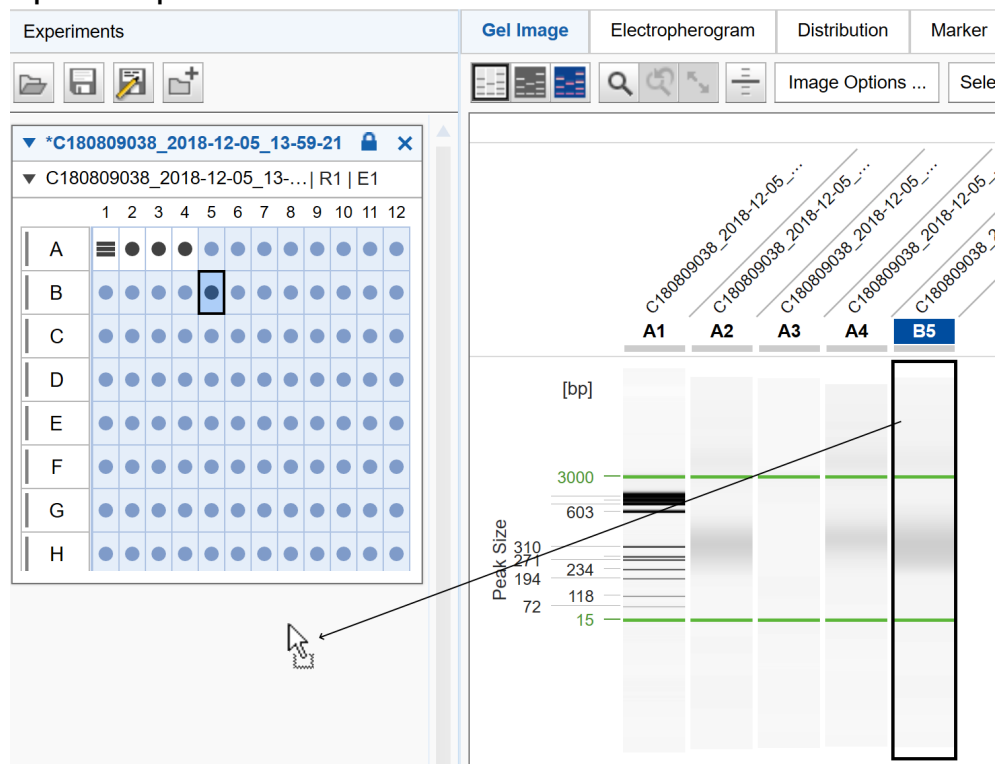 Experiments
Gel Image Electropherogram Distribution Marker
Image Options ... Sele
*C180809038_2018-12-05_13-59-21
C180809038_2018-12-05_13-...| R1 | E1
1 2 3 4 5 6 7 8 9 10 11 12
A
B
C
D
E
F
G
H
C180809038_2018-12-05_...
C180809038_2018-12-05_...
C180809038_2018-12-05_...
C180809038_2018-12-05_...
C180809038_2
A1 A2 A3 A4 B5
[bp]
3000
603
310
271
234
194
118
72
15
Peak Size